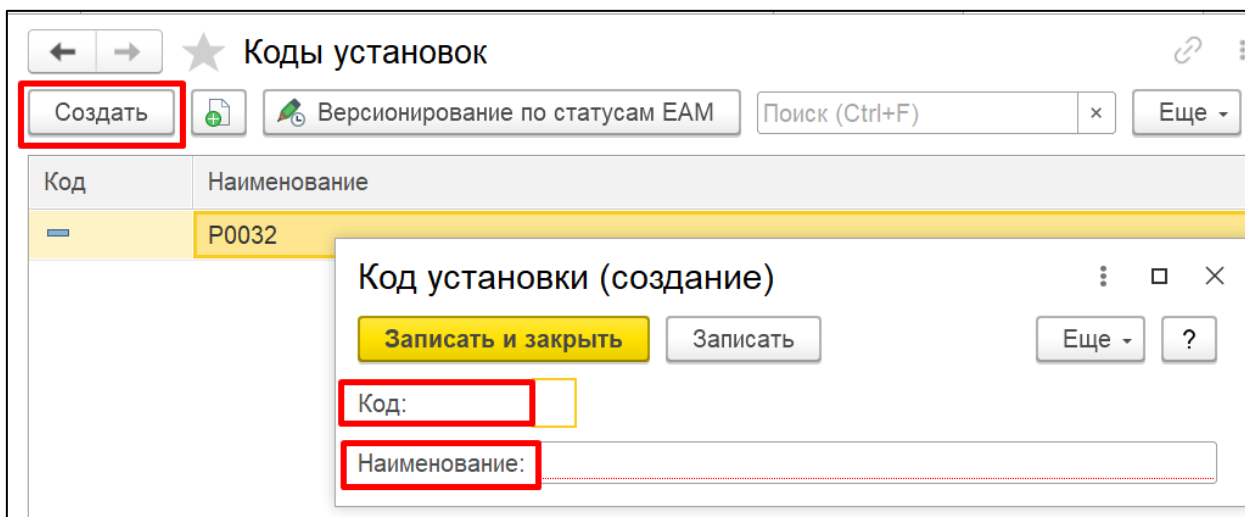 Коды установок
Создать Версионирование по статусам EAM Поиск (Ctrl+F) × Еще
Код Наименование
P0032
Код установки (создание)
Записать и закрыть Записать Еще ?
Код:
Наименование: